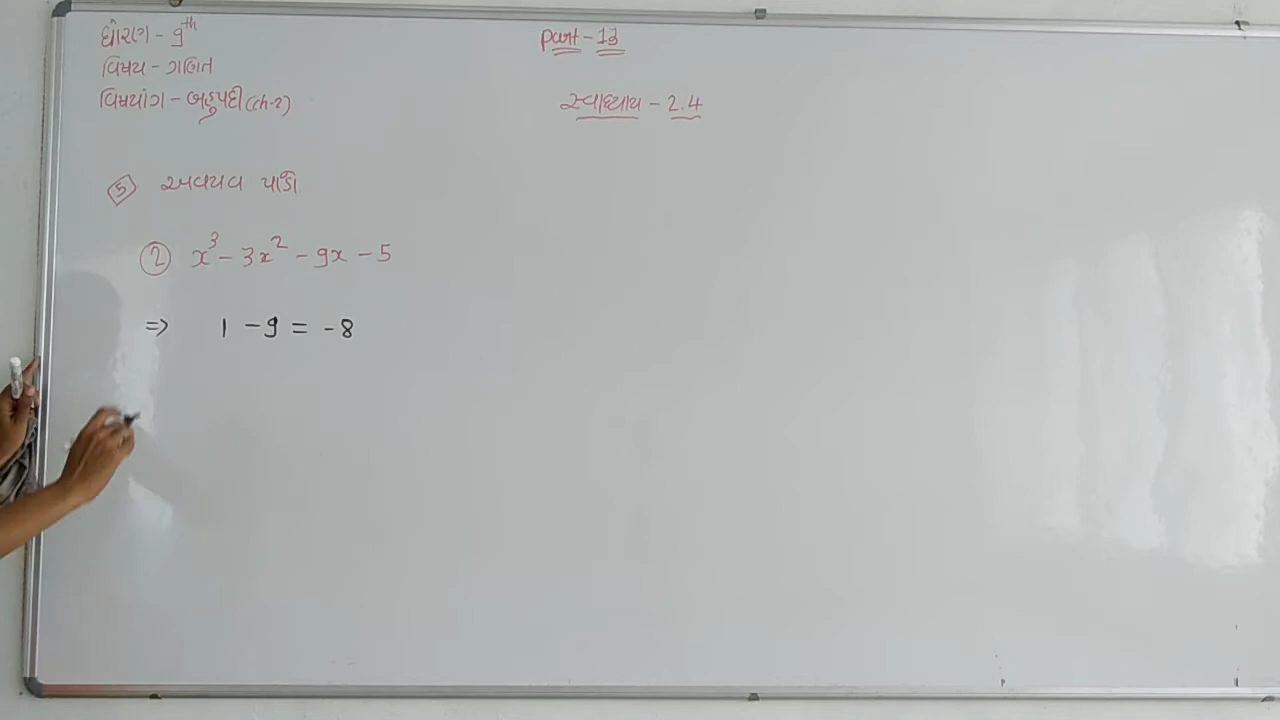 ધોરણ - 9th
વિષય - ગણિત
વિષયાંગ - બહુપદી (ch-2)
Part - 13
સ્વાધ્યાય - 2.4
5 અવયવ પાડો
2 x³ - 3x² - 9x - 5
⇒ 1 - 9 = -8